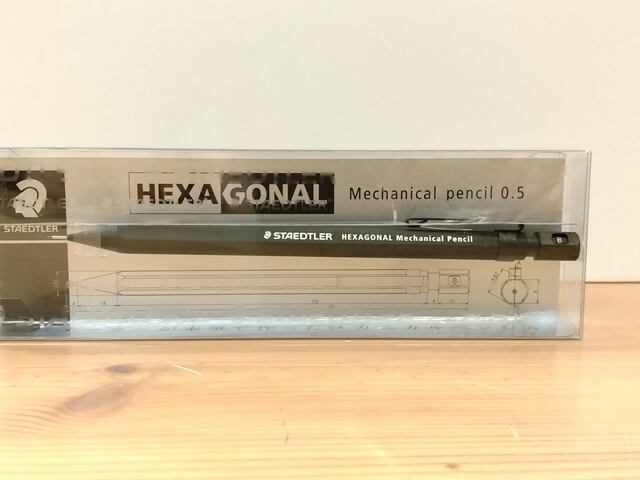 HEXAGONAL Mechanical pencil 0.5
STAEDTLER
STAEDTLER HEXAGONAL Mechanical Pencil B
B